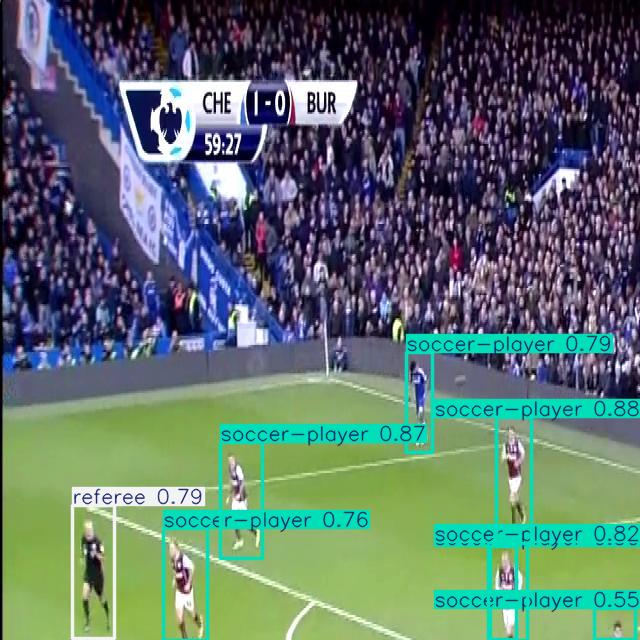 CHE 1-0 BUR
59:27
soccer-player 0.79
soccer-player 0.88
soccer-player 0.87
referee 0.79
soccer-player 0.76
soccer-player 0.82
soccer-player 0.55